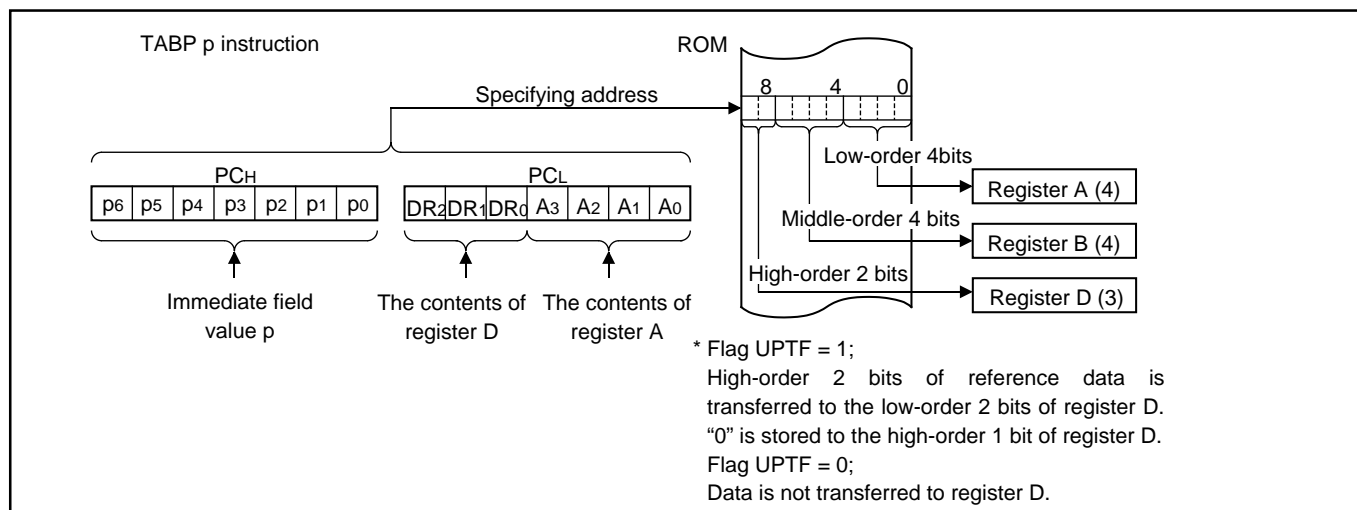 TABP p instruction
ROM
8 4 0
Specifying address
Low-order 4bits
PCH PCL
Register A (4)
p6 p5 p4 p3 p2 p1 p0 DR2 DR1 DR0 A3 A2 A1 A0
Middle-order 4 bits
Register B (4)
High-order 2 bits
Register D (3)
Immediate field
value p
The contents of
register D
The contents of
register A
* Flag UPTF = 1;
High-order 2 bits of reference data is
transferred to the low-order 2 bits of register D.
“0” is stored to the high-order 1 bit of register D.
Flag UPTF = 0;
Data is not transferred to register D.